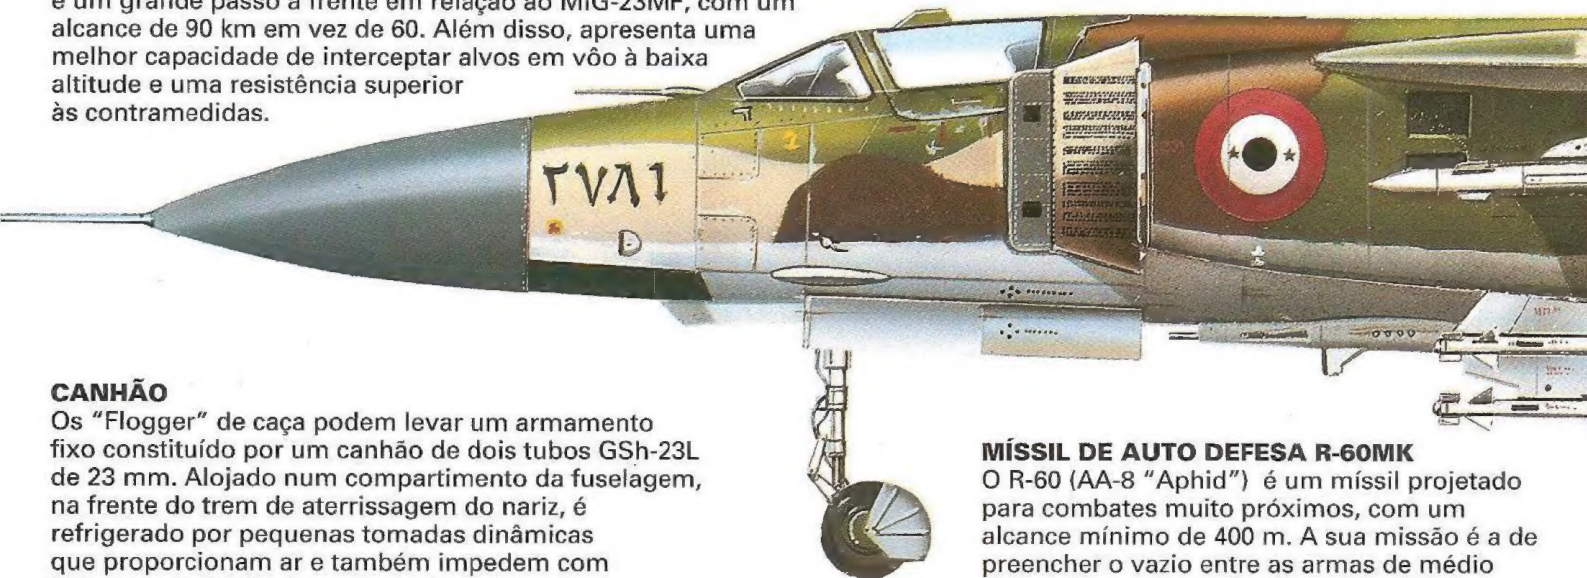 é um grande passo à frente em relação ao MiG-23MF, com um
alcance de 90 km em vez de 60. Além disso, apresenta uma
melhor capacidade de interceptar alvos em vôo à baixa
altitude e uma resistência superior
às contramedidas.
٢٧٨١
CANHÃO
Os "Flogger" de caça podem levar um armamento
fixo constituído por um canhão de dois tubos GSh-23L
de 23 mm. Alojado num compartimento da fuselagem,
na frente do trem de aterrissagem do nariz, é
refrigerado por pequenas tomadas dinâmicas
que proporcionam ar e também impedem com
MÍSSIL DE AUTO DEFESA R-60MK
O R-60 (AA-8 "Aphid") é um míssil projetado
para combates muito próximos, com um
alcance mínimo de 400 m. A sua missão é a de
preencher o vazio entre as armas de médio